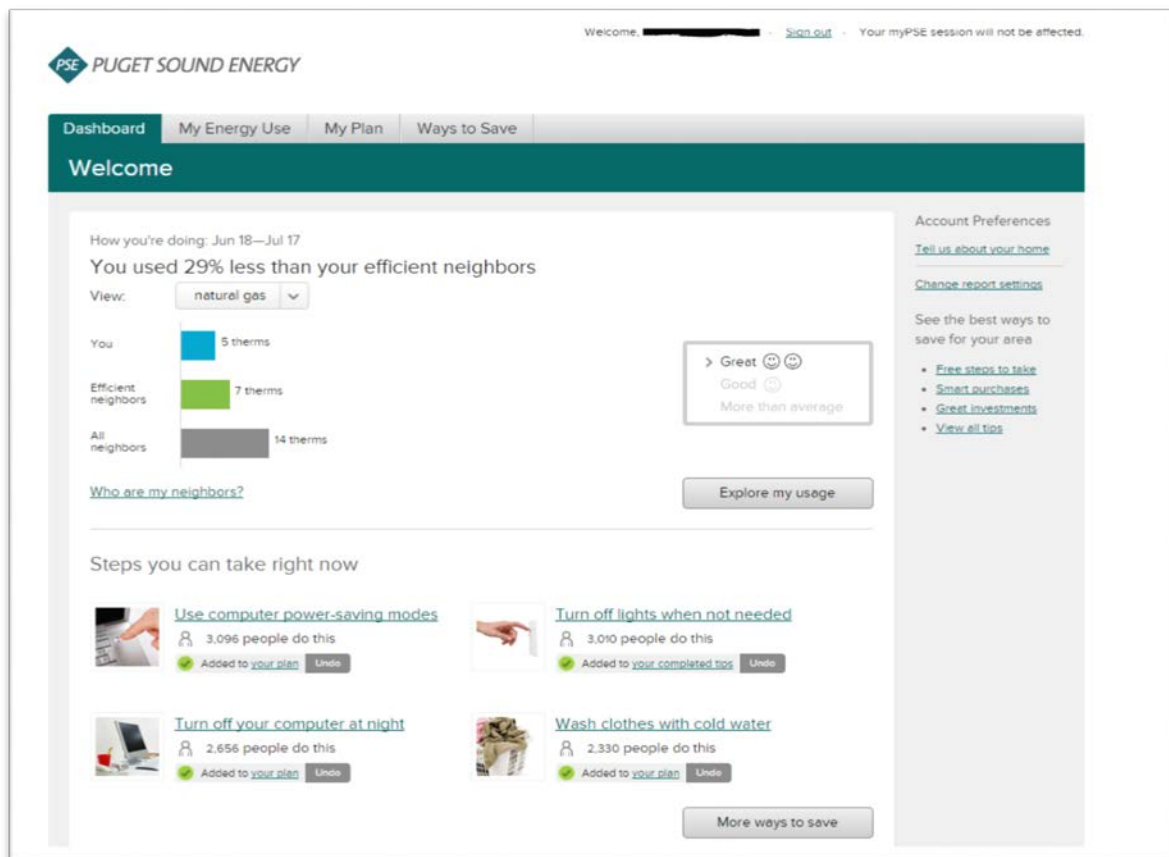 Welcome, Sign out - Your myPSE session will not be affected.
PSE PUGET SOUND ENERGY
Dashboard My Energy Use My Plan Ways to Save
Welcome
How you're doing: Jun 18—Jul 17
You used 29% less than your efficient neighbors
View: natural gas
You 5 therms
Efficient neighbors 7 therms
All neighbors 14 therms
Great
Good
More than average
Who are my neighbors?
Explore my usage
Steps you can take right now
Use computer power-saving modes
3,096 people do this
Added to your plan Undo
Turn off lights when not needed
3,010 people do this
Added to your completed tips Undo
Turn off your computer at night
2,656 people do this
Added to your plan Undo
Wash clothes with cold water
2,330 people do this
Added to your plan Undo
More ways to save
Account Preferences
Tell us about your home
Change report settings
See the best ways to
save for your area
Free steps to take
Smart purchases
Great investments
View all tips